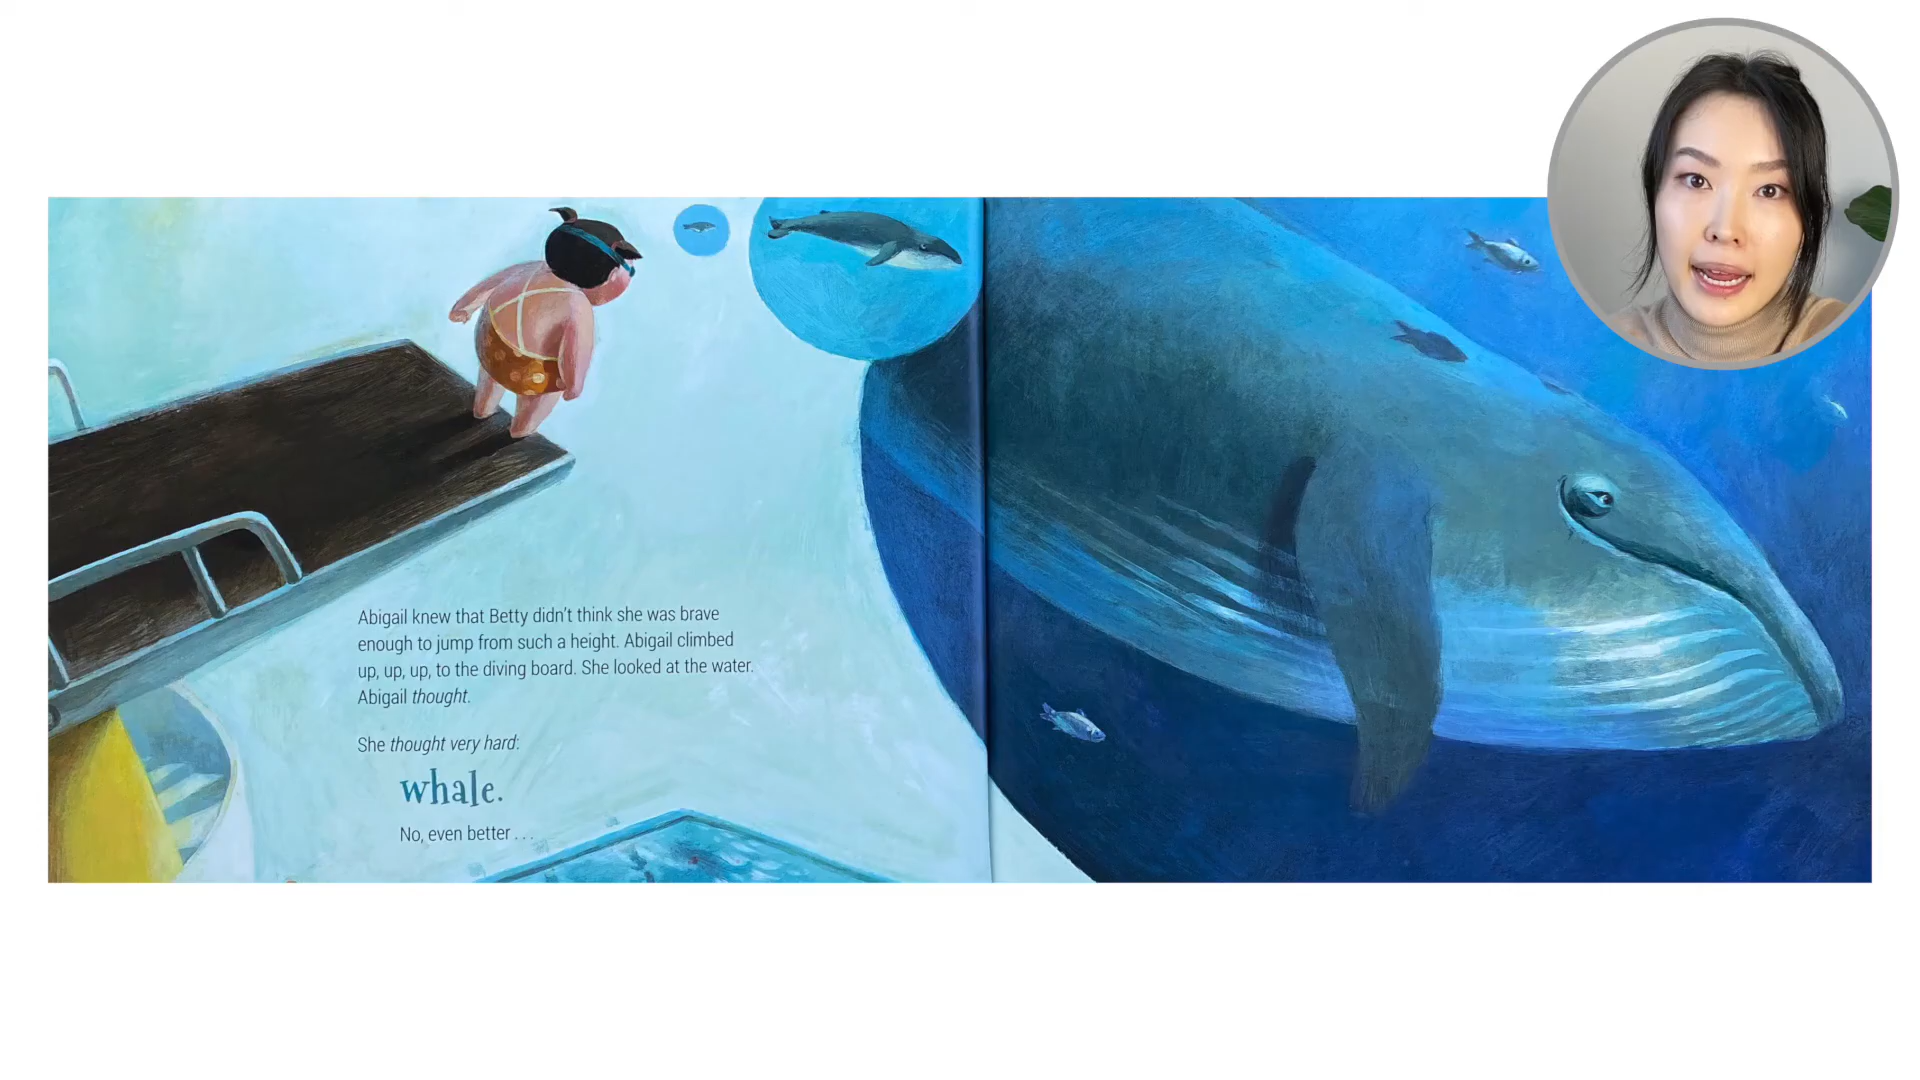 Abigail knew that Betty didn’t think she was brave
enough to jump from such a height. Abigail climbed
up, up, up, to the diving board. She looked at the water.
Abigail thought.
She thought very hard:
whale.
No, even better . . .